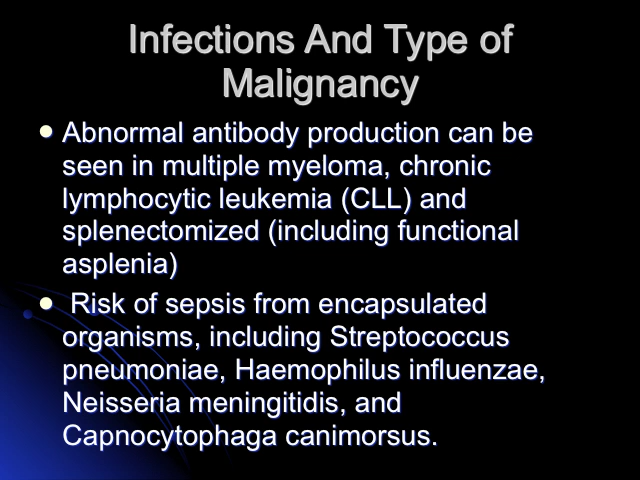 Infections And Type of
Malignancy
Abnormal antibody production can be
seen in multiple myeloma, chronic
lymphocytic leukemia (CLL) and
splenectomized (including functional
asplenia)
Risk of sepsis from encapsulated
organisms, including Streptococcus
pneumoniae, Haemophilus influenzae,
Neisseria meningitidis, and
Capnocytophaga canimorsus.